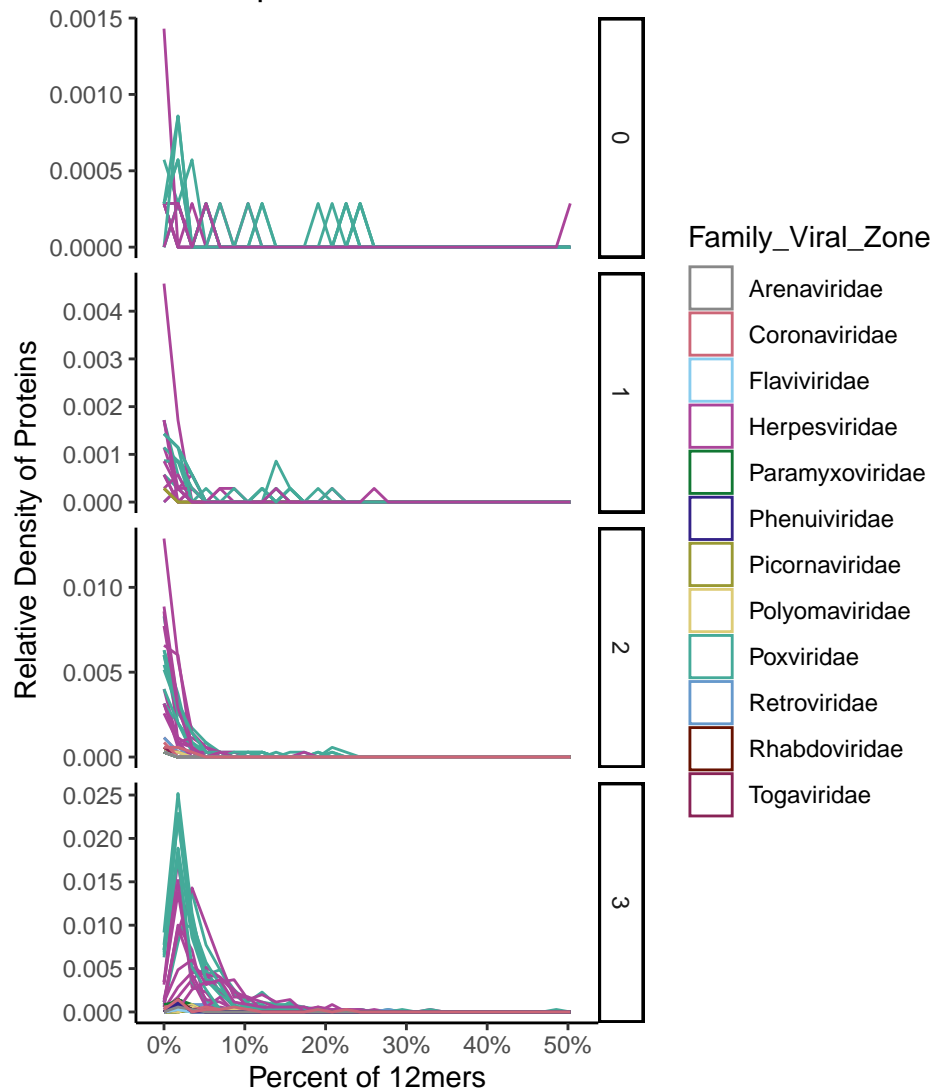 0.0015
0.0010
0.0005
0.0000
0
0.004
0.003
0.002
0.001
0.000
1
0.010
0.005
0.000
2
0.025
0.020
0.015
0.010
0.005
0.000
3
0% 10% 20% 30% 40% 50%
Percent of 12mers
Relative Density of Proteins
Family_Viral_Zone
Arenaviridae
Coronaviridae
Flaviviridae
Herpesviridae
Paramyxoviridae
Phenuiviridae
Picornaviridae
Polyomaviridae
Poxviridae
Retroviridae
Rhabdoviridae
Togaviridae